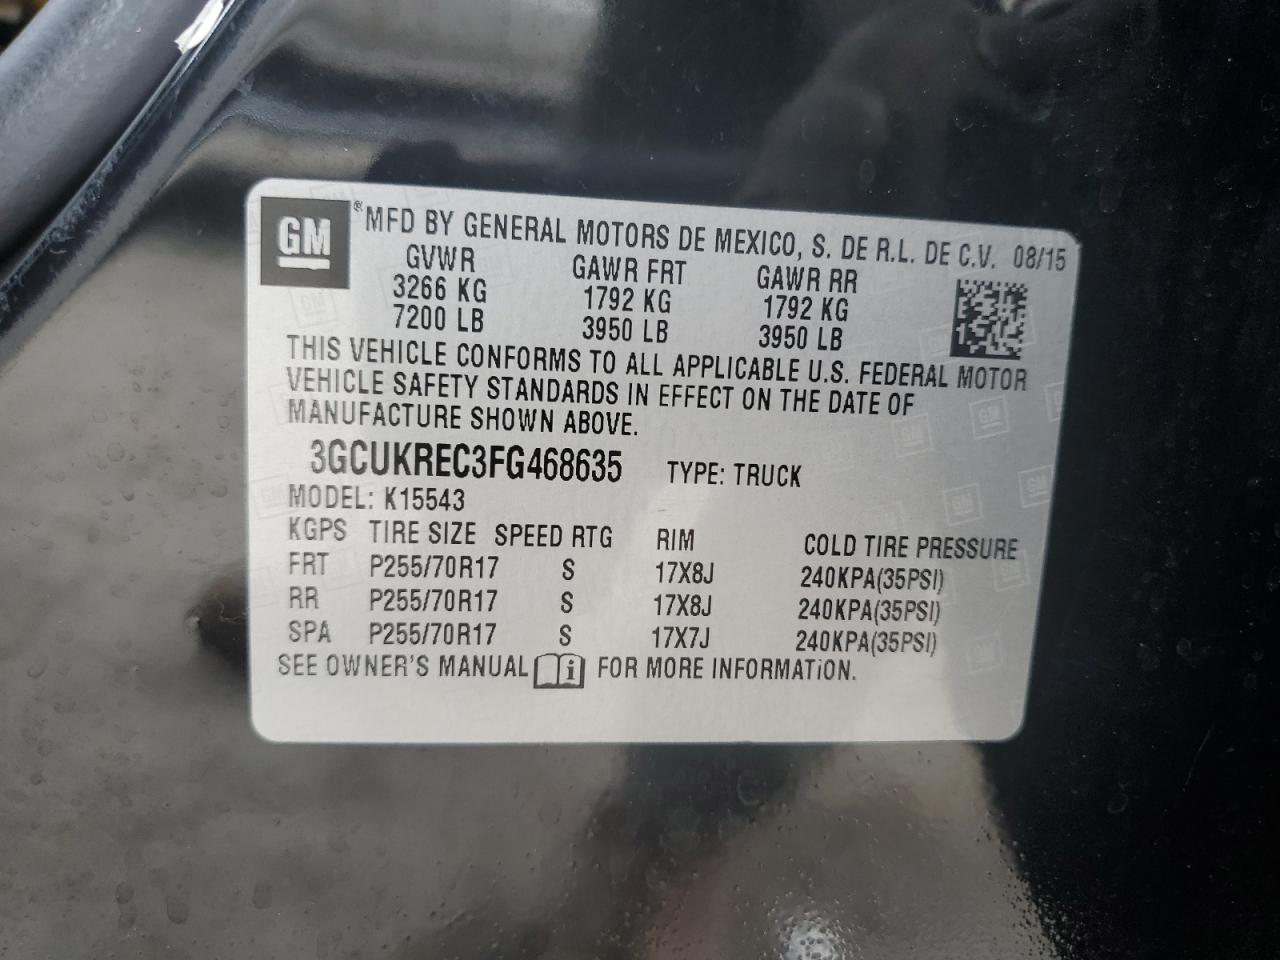 GM ® MFD BY GENERAL MOTORS DE MEXICO, S. DE R.L. DE C.V. 08/15
GVWR GAWR FRT GAWR RR
3266 KG 1792 KG 1792 KG
7200 LB 3950 LB 3950 LB
THIS VEHICLE CONFORMS TO ALL APPLICABLE U.S. FEDERAL MOTOR
VEHICLE SAFETY STANDARDS IN EFFECT ON THE DATE OF
MANUFACTURE SHOWN ABOVE.
3GCUKREC3FG468635 TYPE: TRUCK
MODEL: K15543
KGPS TIRE SIZE SPEED RTG RIM COLD TIRE PRESSURE
FRT P255/70R17 S 17X8J 240KPA(35PSI)
RR P255/70R17 S 17X8J 240KPA(35PSI)
SPA P255/70R17 S 17X7J 240KPA(35PSI)
SEE OWNER'S MANUAL i FOR MORE INFORMATiON.